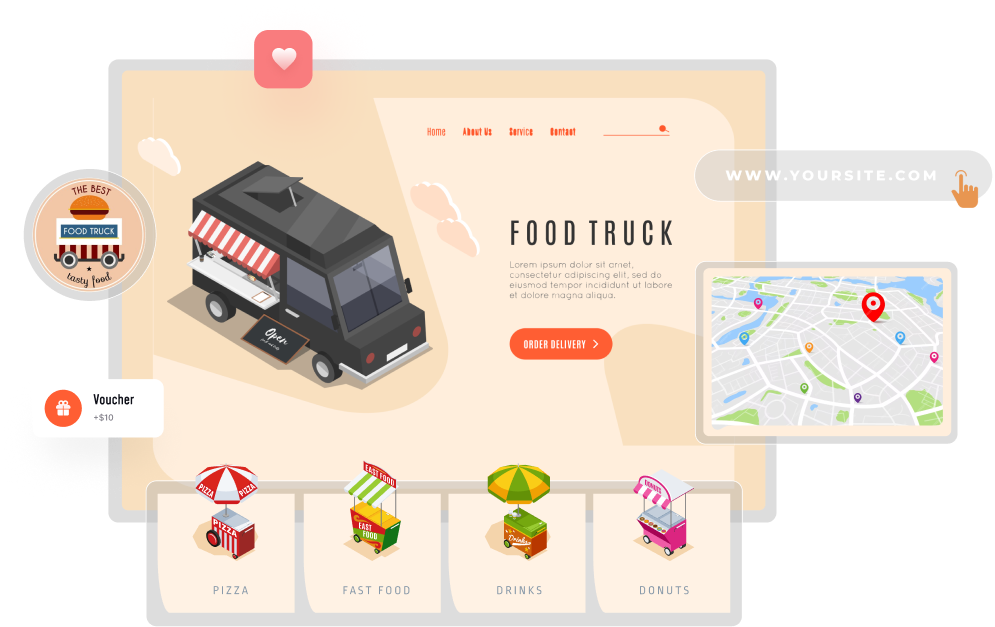 Home About Us Service Contact
WWW.YOURSITE.COM
THE BEST
FOOD TRUCK
tasty food
FOOD TRUCK
Lorem ipsum dolor sit amet,
consectetur adipiscing elit, sed do
eiusmod tempor incididunt ut labore
et dolore magna aliqua.
Open
ORDER DELIVERY
Voucher
+$10
PIZZA PIZZA
PIZZA
EAST FOOD
EAST
FOOD
Drinks
DONUTS
PIZZA
FAST FOOD
DRINKS
DONUTS